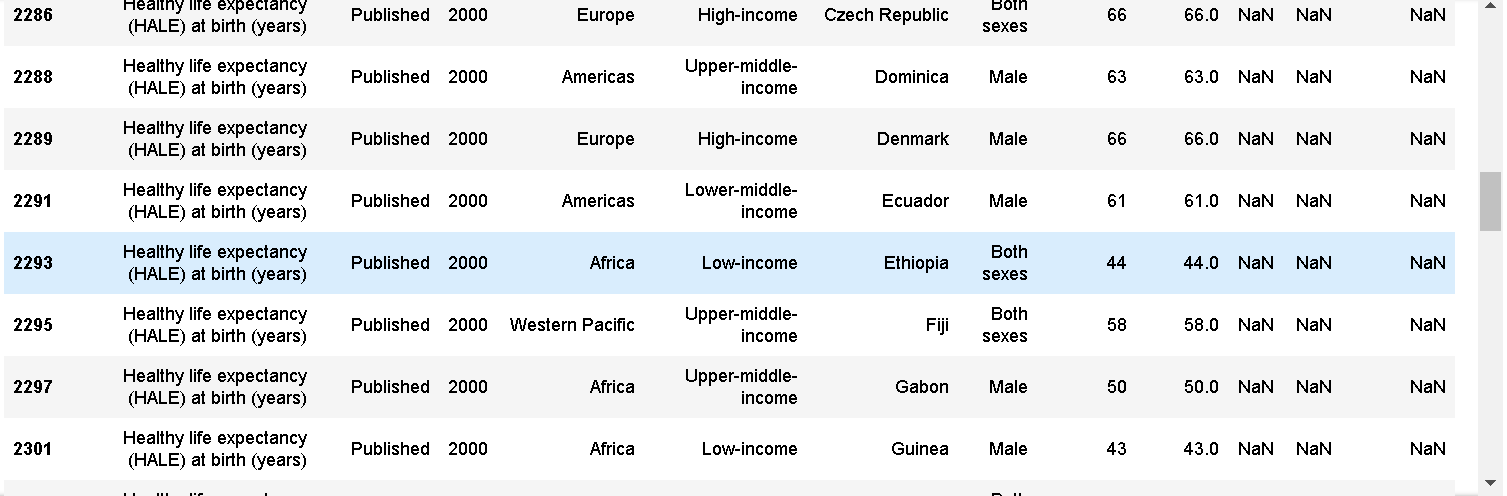 2286 Healthy life expectancy (HALE) at birth (years) Published 2000 Europe High-income Czech Republic Both sexes 66 66.0 NaN NaN NaN
2288 Healthy life expectancy (HALE) at birth (years) Published 2000 Americas Upper-middle-income Dominica Male 63 63.0 NaN NaN NaN
2289 Healthy life expectancy (HALE) at birth (years) Published 2000 Europe High-income Denmark Male 66 66.0 NaN NaN NaN
2291 Healthy life expectancy (HALE) at birth (years) Published 2000 Americas Lower-middle-income Ecuador Male 61 61.0 NaN NaN NaN
2293 Healthy life expectancy (HALE) at birth (years) Published 2000 Africa Low-income Ethiopia Both sexes 44 44.0 NaN NaN NaN
2295 Healthy life expectancy (HALE) at birth (years) Published 2000 Western Pacific Upper-middle-income Fiji Both sexes 58 58.0 NaN NaN NaN
2297 Healthy life expectancy (HALE) at birth (years) Published 2000 Africa Upper-middle-income Gabon Male 50 50.0 NaN NaN NaN
2301 Healthy life expectancy (HALE) at birth (years) Published 2000 Africa Low-income Guinea Male 43 43.0 NaN NaN NaN